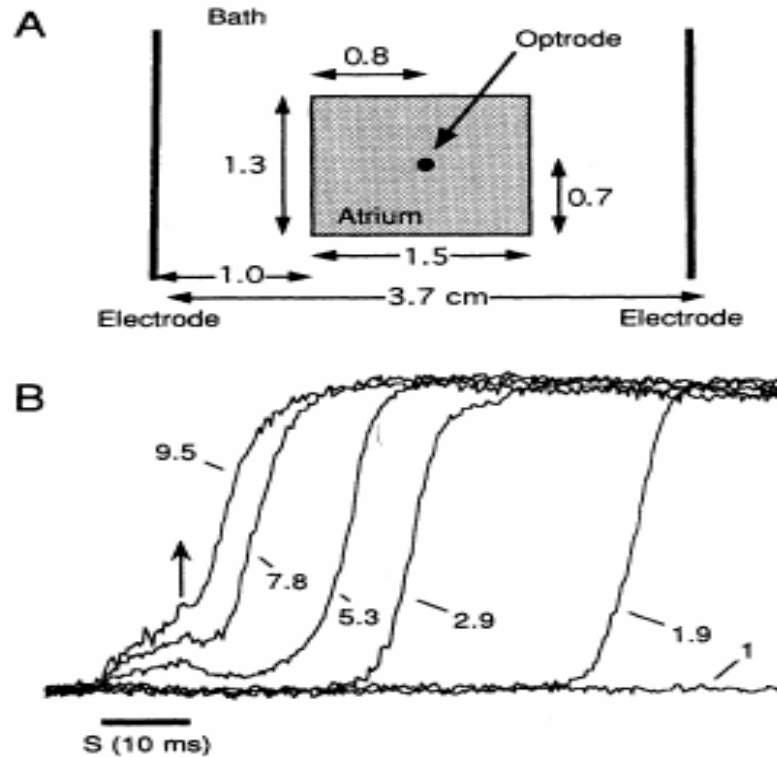 A
Bath
Optrode
0.8
1.3
0.7
Atrium
1.0
1.5
3.7 cm
Electrode
Electrode
B
9.5
7.8
5.3
2.9
1.9
1
S (10 ms)